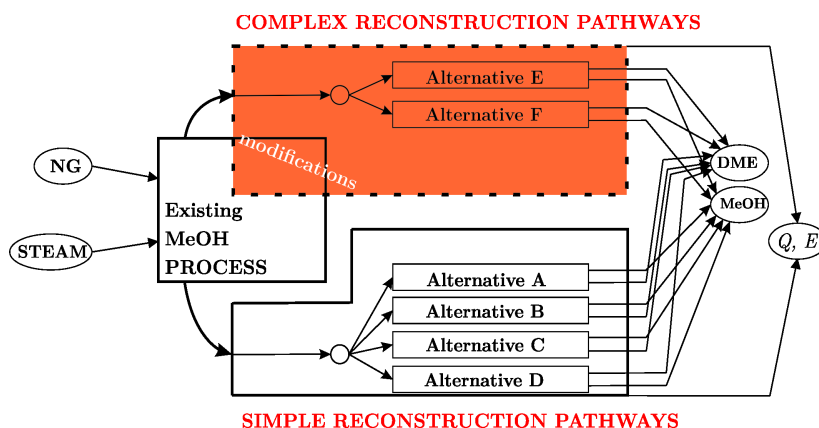 COMPLEX RECONSTRUCTION PATHWAYS
Alternative E
Alternative F
modifications
NG
DME
MeOH
Existing
MeOH
PROCESS
STEAM
Q, E
Alternative A
Alternative B
Alternative C
Alternative D
SIMPLE RECONSTRUCTION PATHWAYS